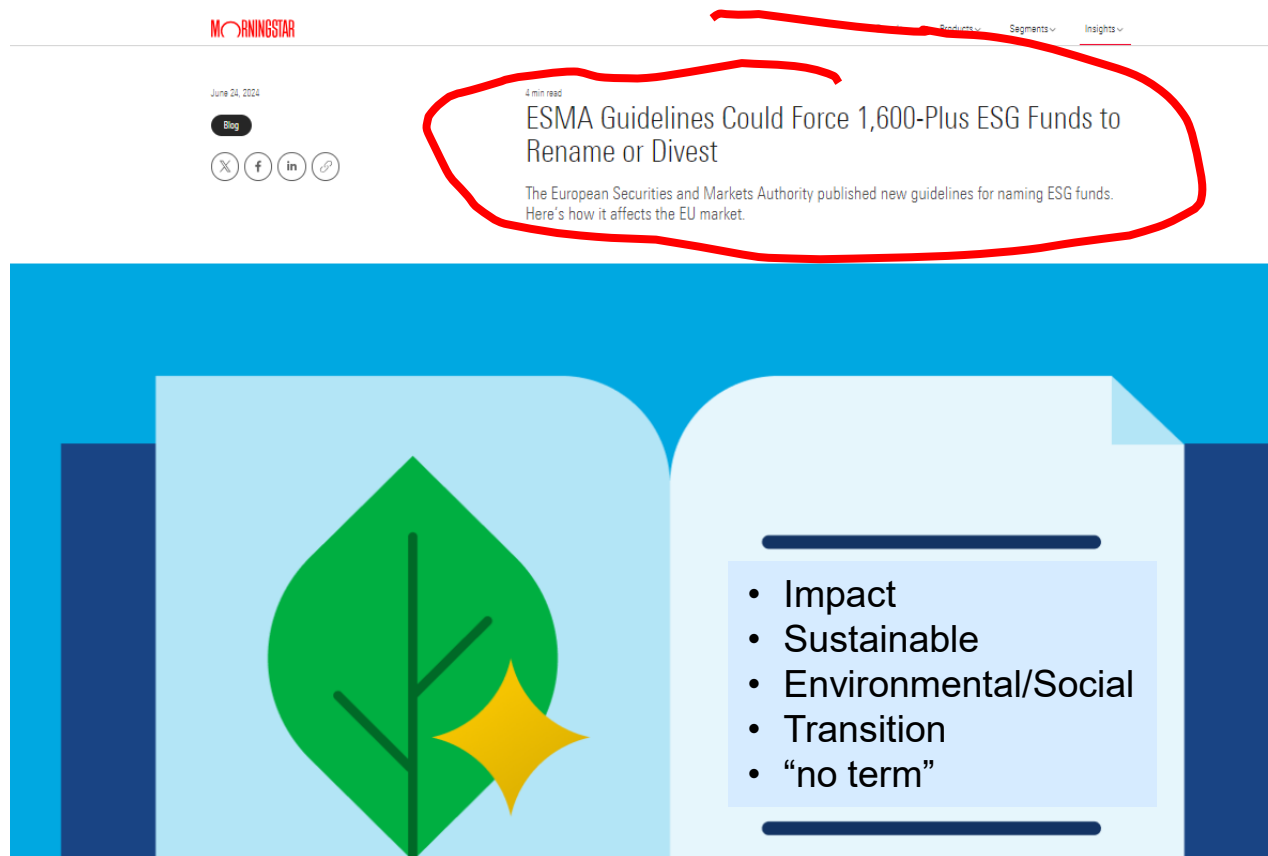 MORNINGSTAR
Products
Segments
Insights
June 24, 2024
Blog
4 min read
ESMA Guidelines Could Force 1,600-Plus ESG Funds to
Rename or Divest
The European Securities and Markets Authority published new guidelines for naming ESG funds.
Here's how it affects the EU market.
• Impact
• Sustainable
• Environmental/Social
• Transition
• “no term”